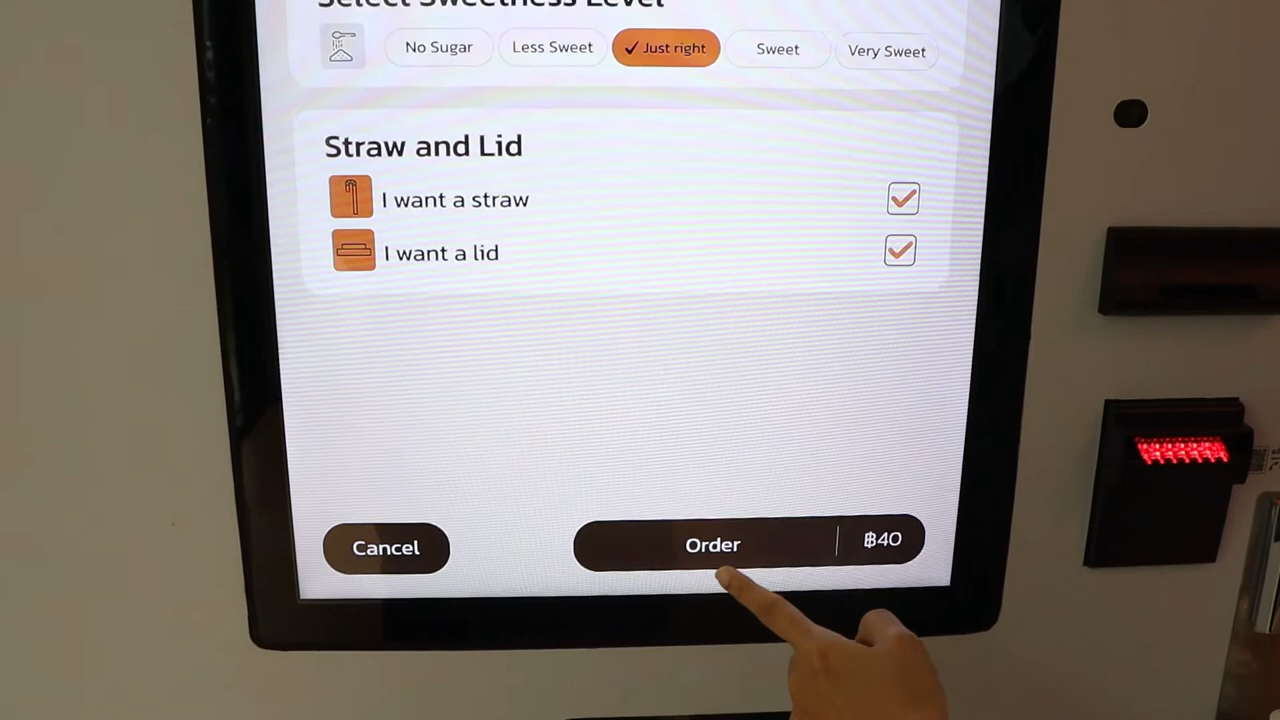 Select Sweetness Level
No Sugar
Less Sweet
Just right
Sweet
Very Sweet
Straw and Lid
I want a straw
I want a lid
Cancel
Order
฿40